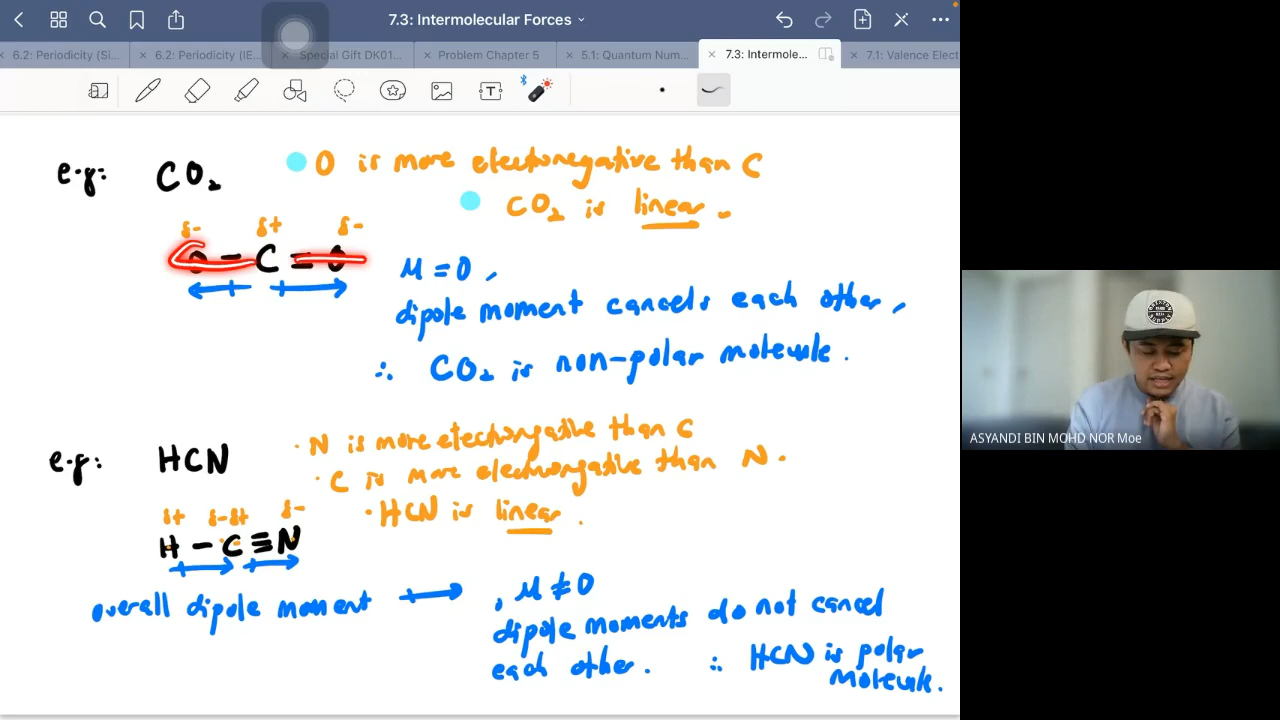 7.3: Intermolecular Forces
6.2: Periodicity (Si...
6.2: Periodicity (IE...
Special Gift DK01...
Problem Chapter 5
5.1: Quantum Num...
7.3: Intermole...
7.1: Valence Elect
e.g: CO2
O is more electronegative than C
CO2 is linear.
δ- δ+ δ-
O = C = O
μ = 0,
dipole moment cancels each other,
∴ CO2 is non-polar molecule.
e.g: HCN
· N is more electronegative than C
· C is more electronegative than N.
· HCN is linear.
δ+ δ- δ+ δ-
H - C ≡ N
overall dipole moment ↦ , μ ≠ 0
dipole moments do not cancel
each other. ∴ HCN is polar
molecule.
ASYANDI BIN MOHD NOR Moe